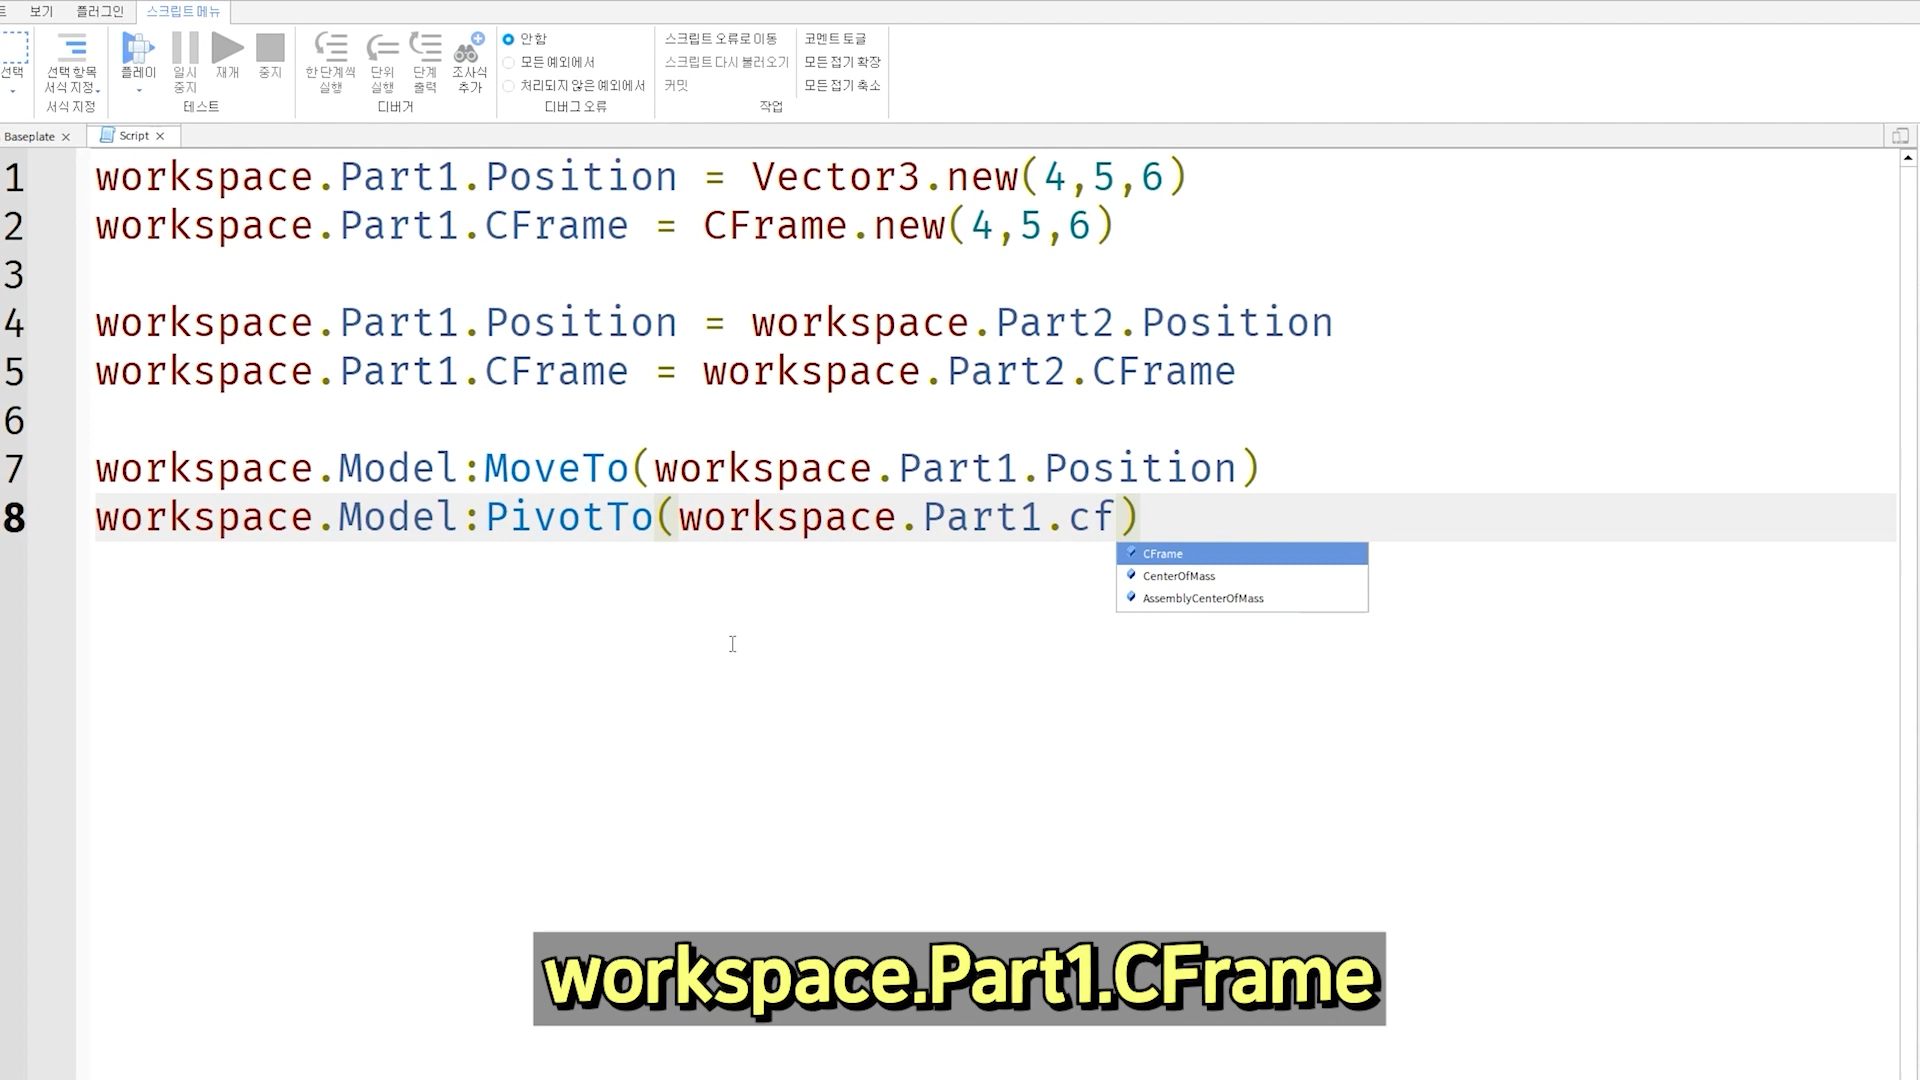 트 보기 플러그인 스크립트 메뉴
선택
선택 항목 서식 지정
서식 지정
플레이
일시 중지
재개
중지
테스트
한 단계씩 실행
단위 실행
단계 출력
조사식 추가
디버거
안함
모든 예외에서
처리되지 않은 예외에서
디버그 오류
스크립트 오류로 이동
스크립트 다시 불러오기
커밋
코멘트 토글
모든 접기 확장
모든 접기 축소
작업
Baseplate Script
1 workspace.Part1.Position = Vector3.new(4,5,6)
2 workspace.Part1.CFrame = CFrame.new(4,5,6)
3
4 workspace.Part1.Position = workspace.Part2.Position
5 workspace.Part1.CFrame = workspace.Part2.CFrame
6
7 workspace.Model:MoveTo(workspace.Part1.Position)
8 workspace.Model:PivotTo(workspace.Part1.cf)
CFrame
CenterOfMass
AssemblyCenterOfMass
workspace.Part1.CFrame